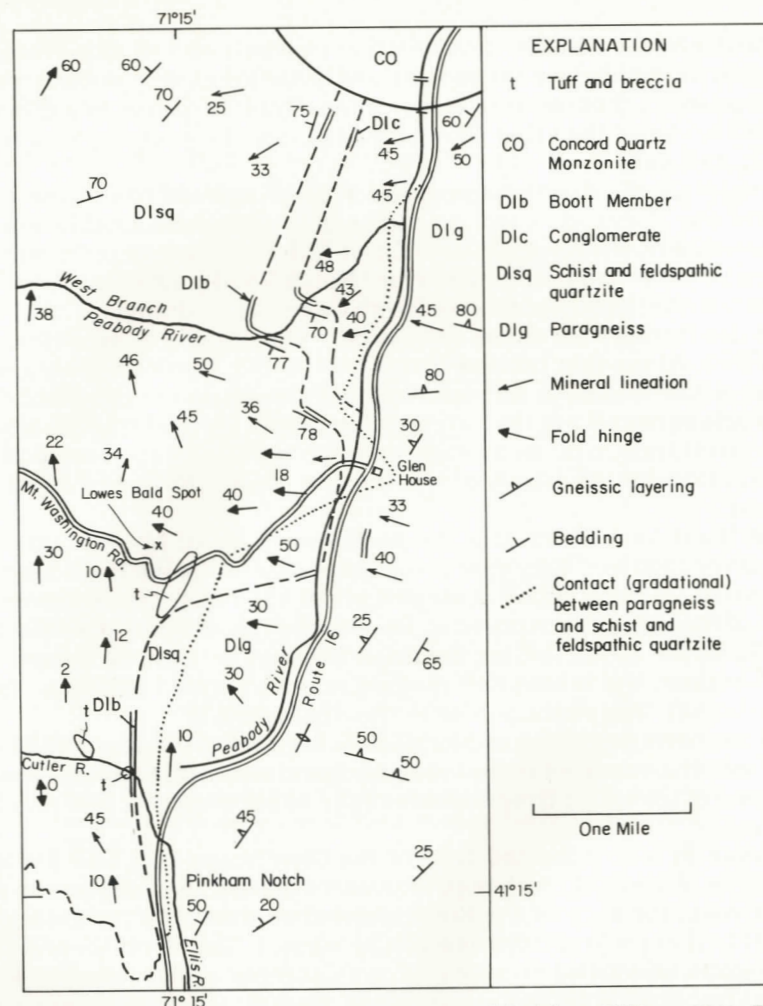 71°15'
60
60
70
25
75
CO
Dlc
33
45
60
50
45
70
Dlsq
Dlg
48
Dlb
43
West Branch
Peabody River
38
70
40
45
80
77
46
50
80
45
36
78
30
22
34
18
Glen
House
Lowes Bald Spot
40
40
33
Mt. Washington Rd.
x
30
10
50
40
t
30
12
Dlsq
Dlg
25
16
65
2
30
Peabody River
Route
Dlb
t
10
50
50
Cutler R.
t
0
45
45
25
10
Pinkham Notch
41°15'
50
20
Ellis R.
71°15'
EXPLANATION
t Tuff and breccia
CO Concord Quartz
Monzonite
Dlb Boott Member
Dlc Conglomerate
Dlsq Schist and feldspathic
quartzite
Dlg Paragneiss
Mineral lineation
Fold hinge
Gneissic layering
Bedding
Contact (gradational)
between paragneiss
and schist and
feldspathic quartzite
One Mile